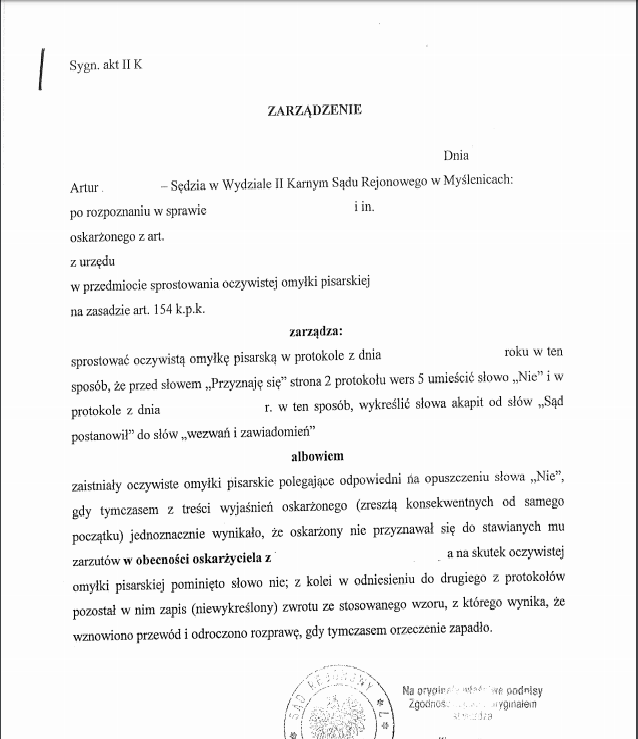 Sygn. akt II K
ZARZĄDZENIE
Dnia
Artur – Sędzia w Wydziale II Karnym Sądu Rejonowego w Myślenicach:
po rozpoznaniu w sprawie i in.
oskarżonego z art.
z urzędu
w przedmiocie sprostowania oczywistej omyłki pisarskiej
na zasadzie art. 154 k.p.k.
zarządza:
sprostować oczywistą omyłkę pisarską w protokole z dnia roku w ten
sposób, że przed słowem „Przyznaję się” strona 2 protokołu wers 5 umieścić słowo „Nie” i w
protokole z dnia r. w ten sposób, wykreślić słowa akapit od słów „Sąd
postanowił” do słów „wezwań i zawiadomień”
albowiem
zaistniały oczywiste omyłki pisarskie polegające odpowiedni na opuszczeniu słowa „Nie”,
gdy tymczasem z treści wyjaśnień oskarżonego (zresztą konsekwentnych od samego
początku) jednoznacznie wynikało, że oskarżony nie przyznawał się do stawianych mu
zarzutów w obecności oskarżyciela z a na skutek oczywistej
omyłki pisarskiej pominięto słowo nie; z kolei w odniesieniu do drugiego z protokołów
pozostał w nim zapis (niewykreślony) zwrotu ze stosowanego wzoru, z którego wynika, że
wznowiono przewód i odroczono rozprawę, gdy tymczasem orzeczenie zapadło.
SĄD REJONOWY
Na podpisy